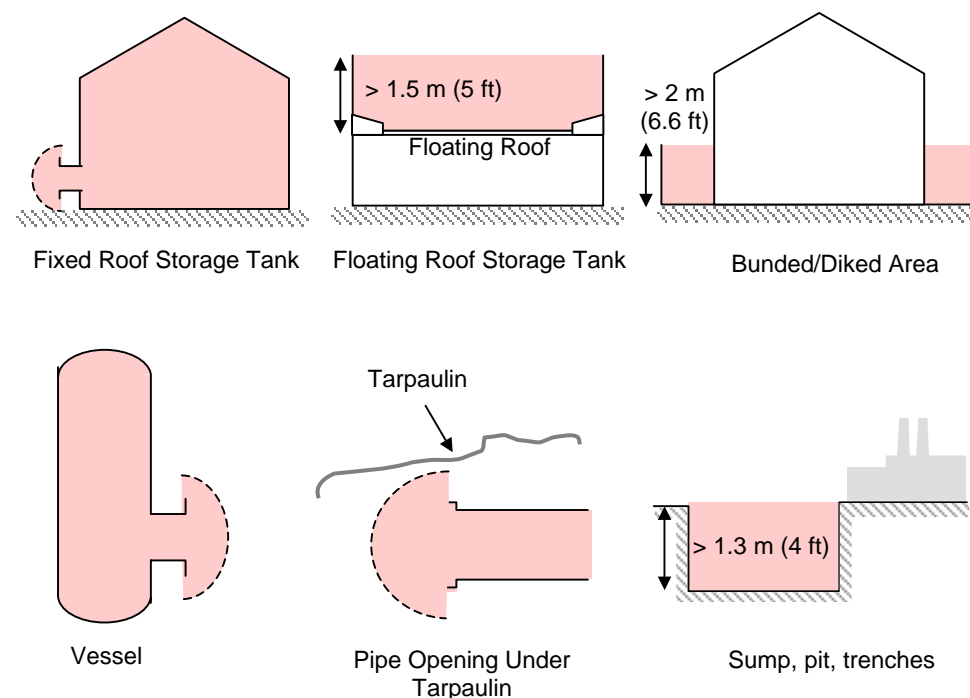 > 1.5 m (5 ft)
Floating Roof
> 2 m
(6.6 ft)
Fixed Roof Storage Tank
Floating Roof Storage Tank
Bunded/Diked Area
Tarpaulin
> 1.3 m (4 ft)
Vessel
Pipe Opening Under
Tarpaulin
Sump, pit, trenches